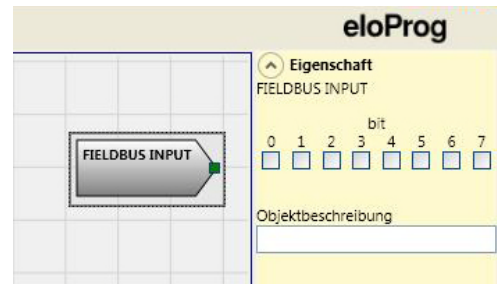 eloProg
Eigenschaft
FIELDBUS INPUT
bit
0 1 2 3 4 5 6 7
FIELDBUS INPUT
Objektbeschreibung